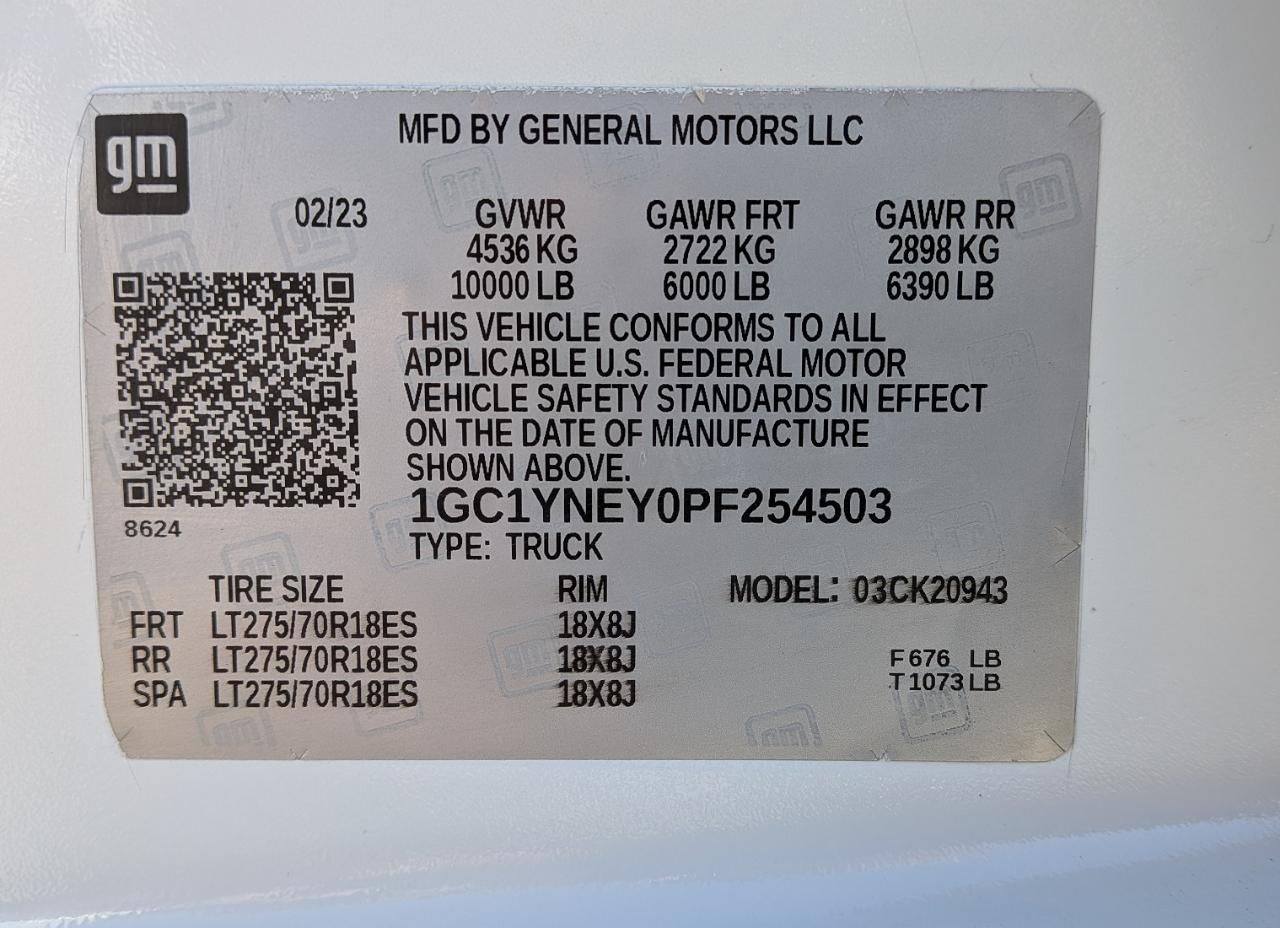 gm
MFD BY GENERAL MOTORS LLC
02/23 GVWR GAWR FRT GAWR RR
4536 KG 2722 KG 2898 KG
10000 LB 6000 LB 6390 LB
THIS VEHICLE CONFORMS TO ALL
APPLICABLE U.S. FEDERAL MOTOR
VEHICLE SAFETY STANDARDS IN EFFECT
ON THE DATE OF MANUFACTURE
SHOWN ABOVE.
1GC1YNEY0PF254503
8624
TYPE: TRUCK
TIRE SIZE RIM MODEL: 03CK20943
FRT LT275/70R18ES 18X8J
RR LT275/70R18ES 18X8J F 676 LB
T 1073 LB
SPA LT275/70R18ES 18X8J